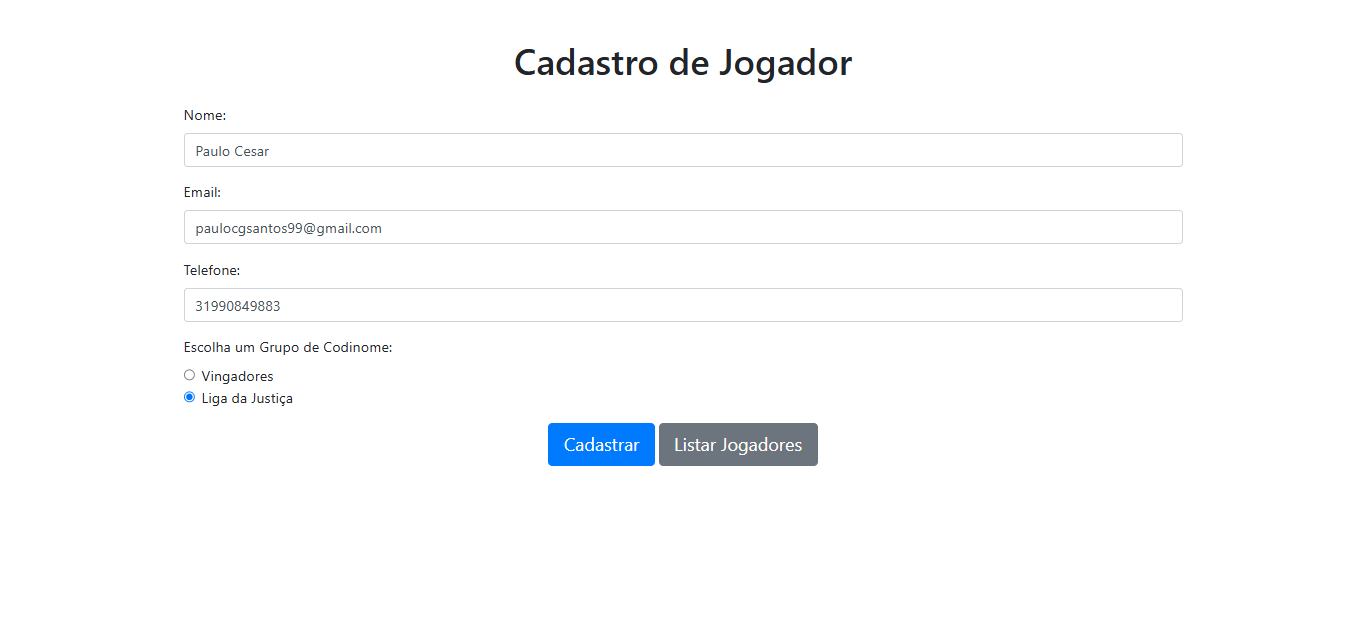 Cadastro de Jogador
Nome:
Paulo Cesar
Email:
paulocgsantos99@gmail.com
Telefone:
31990849883
Escolha um Grupo de Codinome:
Vingadores
Liga da Justiça
Cadastrar Listar Jogadores